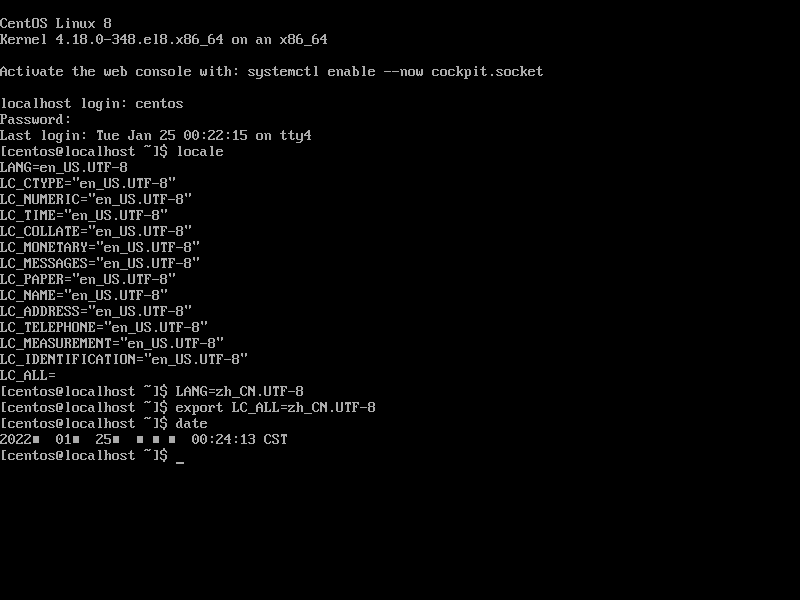 CentOS Linux 8
Kernel 4.18.0-348.el8.x86_64 on an x86_64
Activate the web console with: systemctl enable --now cockpit.socket
localhost login: centos
Password:
Last login: Tue Jan 25 00:22:15 on tty4
[centos@localhost ~]$ locale
LANG=en_US.UTF-8
LC_CTYPE="en_US.UTF-8"
LC_NUMERIC="en_US.UTF-8"
LC_TIME="en_US.UTF-8"
LC_COLLATE="en_US.UTF-8"
LC_MONETARY="en_US.UTF-8"
LC_MESSAGES="en_US.UTF-8"
LC_PAPER="en_US.UTF-8"
LC_NAME="en_US.UTF-8"
LC_ADDRESS="en_US.UTF-8"
LC_TELEPHONE="en_US.UTF-8"
LC_MEASUREMENT="en_US.UTF-8"
LC_IDENTIFICATION="en_US.UTF-8"
LC_ALL=
[centos@localhost ~]$ LANG=zh_CN.UTF-8
[centos@localhost ~]$ export LC_ALL=zh_CN.UTF-8
[centos@localhost ~]$ date
2022■ 01■ 25■ ■ ■ ■ 00:24:13 CST
[centos@localhost ~]$ _